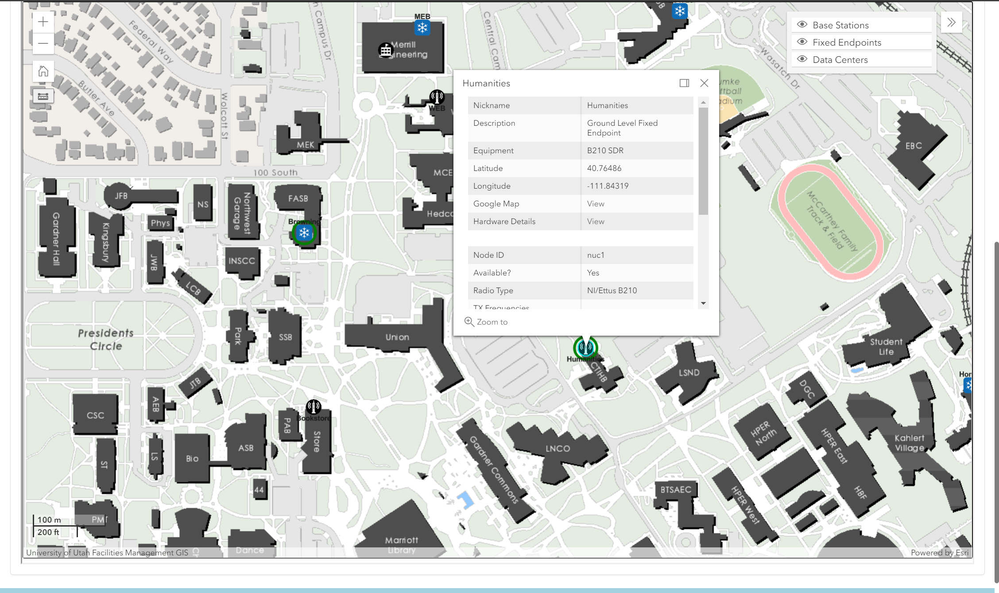 MEB
Merrill
Engineering
Federal Way
Campus Dr
Central Cam
Wasatch Dr
Base Stations
Fixed Endpoints
Data Centers
Butler Ave
Wolcott St
WEB
MEK
100 South
MCE
Hedco
EBC
McCarthey Family
Track & Field
Humanities
Nickname
Humanities
Description
Ground Level Fixed
Endpoint
Equipment
B210 SDR
Latitude
40.76486
Longitude
-111.84319
Google Map
View
Hardware Details
View
Node ID
nuc1
Available?
Yes
Radio Type
NI/Ettus B210
TX Frequencies
Zoom to
JFB
NS
Northwest
Garage
FASB
Browning
Gardner Hall
Kingsbury
Phys
JWB
LCB
INSCC
Presidents
Circle
Park
SSB
Union
Humanities
CTIHB
LSND
Student
Life
JTB
AEB
CSC
PAB
Bookstore
Store
ASB
LS
Bio
ST
44
DGC
HPER
North
HPER East
HBF
Kahlert
Village
LNCO
Gardner Commons
BTSAEC
HPER West
100 m
200 ft
PMT
Marriott
Library
Dance
University of Utah Facilities Management GIS
Powered by Esri